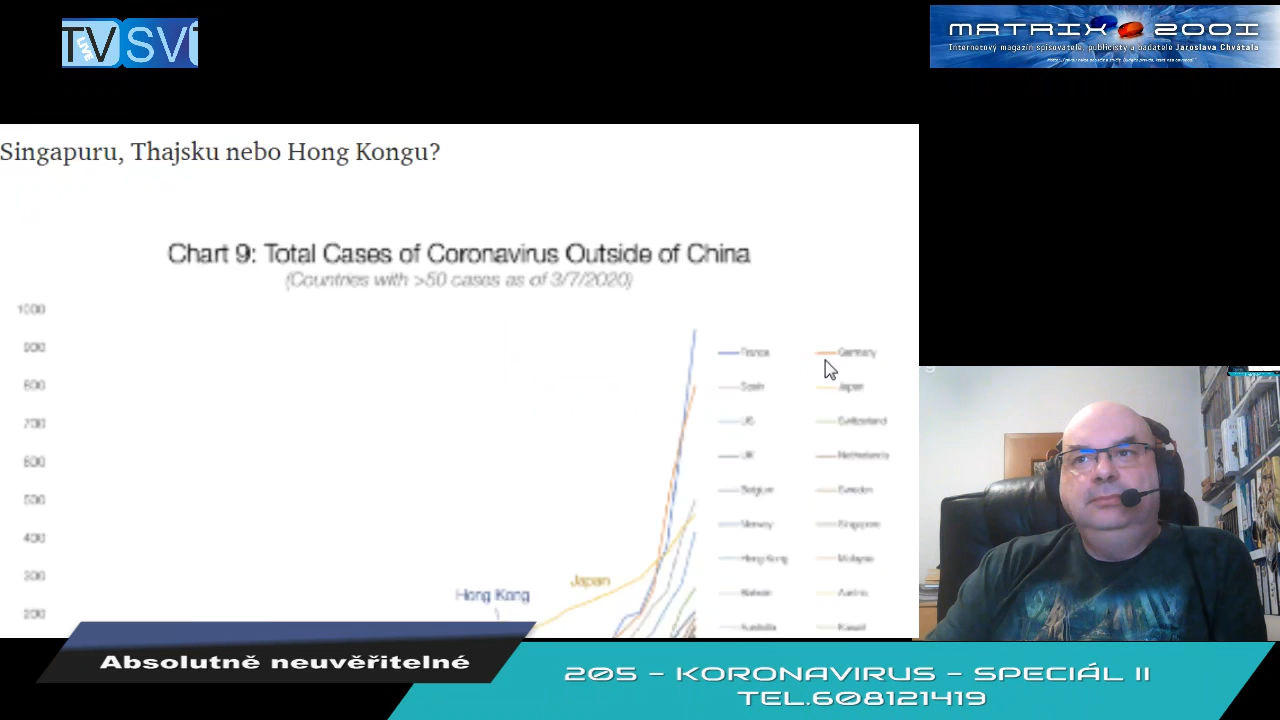 TV SVÍ
LIVE
MATRIX 2001
Internetový magazín spisovatele, publicisty a badatele Jaroslava Chvátala
Singapuru, Thajsku nebo Hong Kongu?
Chart 9: Total Cases of Coronavirus Outside of China
(Countries with >50 cases as of 3/7/2020)
1000
900
800
700
600
500
400
300
200
Hong Kong
Japan
France
Germany
Spain
Japan
US
Switzerland
UK
Netherlands
Belgium
Sweden
Norway
Singapore
Hong Kong
Malaysia
Bahrain
Austria
Australia
Kuwait
Absolutně neuvěřitelné
205 - KORONAVIRUS - SPECIÁL II
TEL.608121419